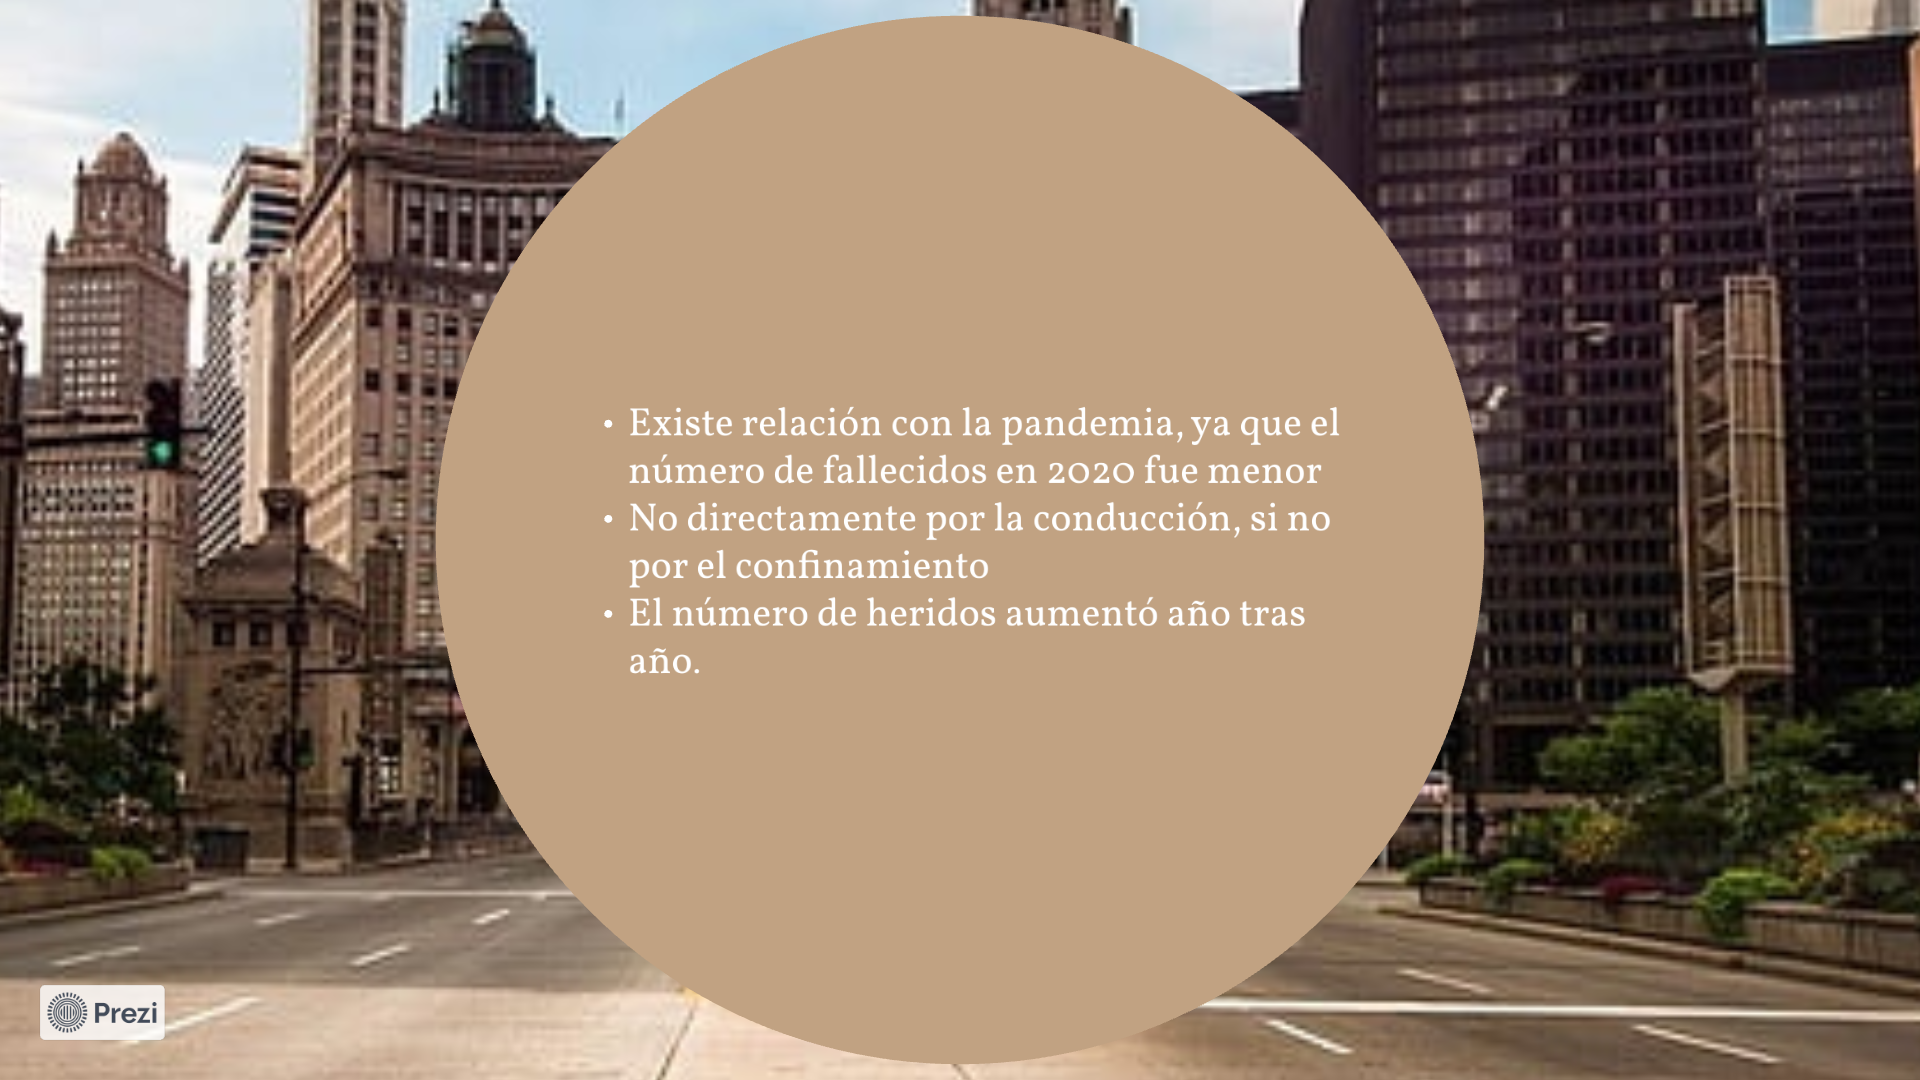 • Existe relación con la pandemia, ya que el
número de fallecidos en 2020 fue menor
• No directamente por la conducción, si no
por el confinamiento
• El número de heridos aumentó año tras
año.
Prezi